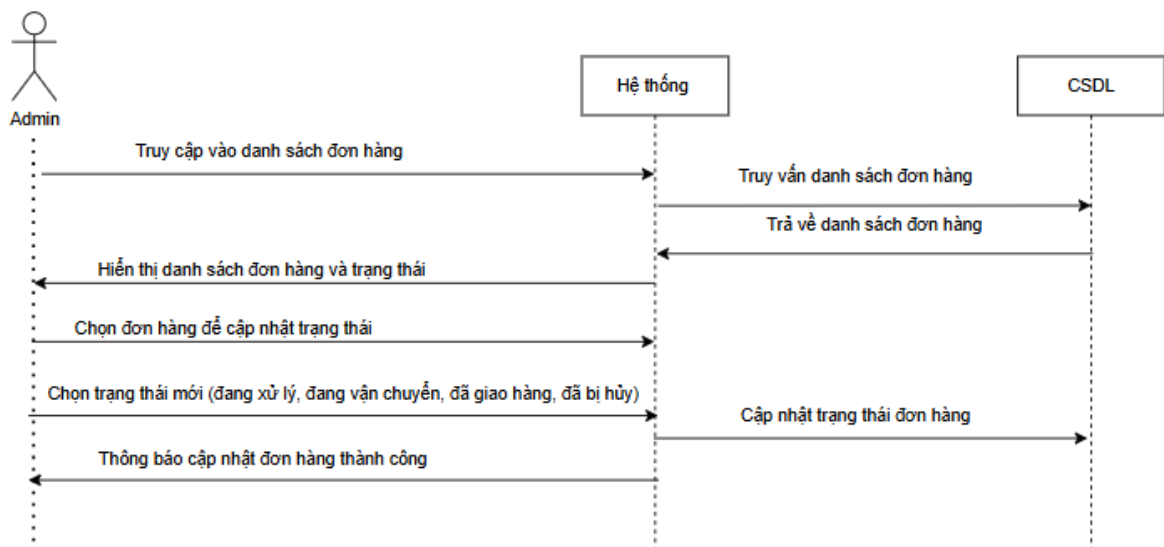 Hệ thống
CSDL
Admin
Truy cập vào danh sách đơn hàng
Truy vấn danh sách đơn hàng
Trả về danh sách đơn hàng
Hiển thị danh sách đơn hàng và trạng thái
Chọn đơn hàng để cập nhật trạng thái
Chọn trạng thái mới (đang xử lý, đang vận chuyển, đã giao hàng, đã bị hủy)
Cập nhật trạng thái đơn hàng
Thông báo cập nhật đơn hàng thành công